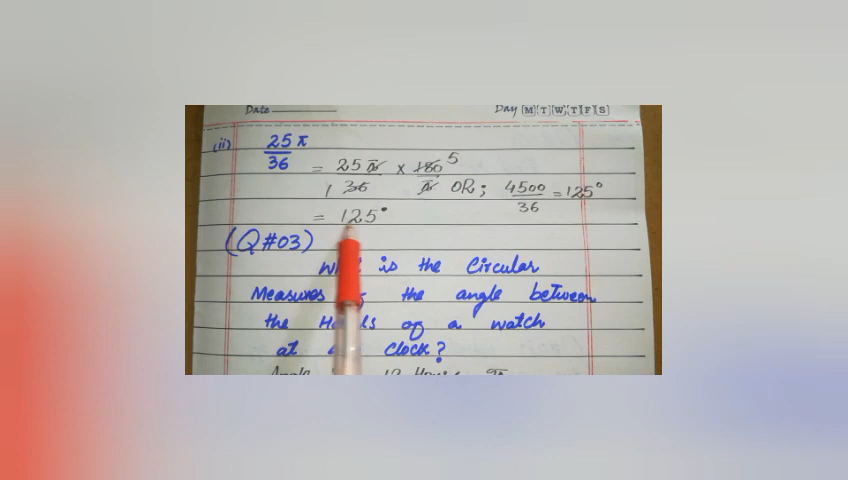 Date Day M T W T F S
(ii) 25π/36 = 25π/36 × 180/π 5 OR; 4500/36 = 125°
1
= 125°
(Q#03)
is the Circular
Measures the angle between
the of a watch
at clock?